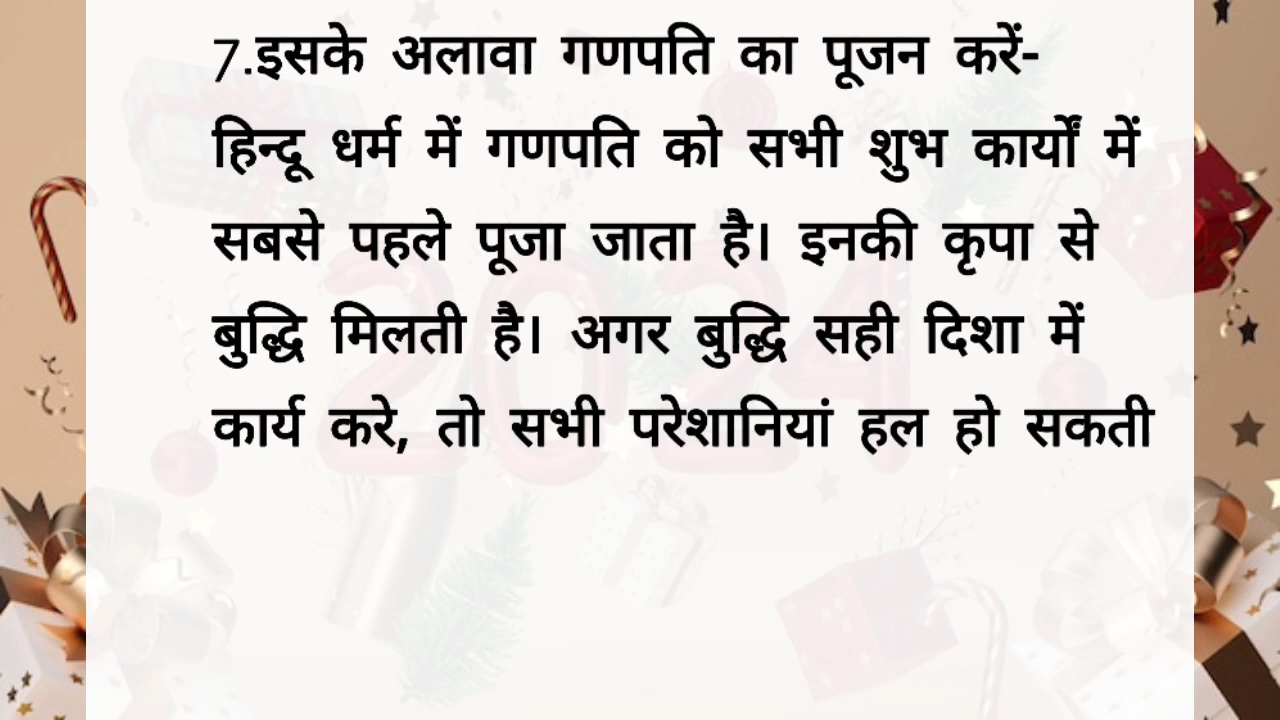 7.इसके अलावा गणपति का पूजन करें-
हिन्दू धर्म में गणपति को सभी शुभ कार्यों में
सबसे पहले पूजा जाता है। इनकी कृपा से
बुद्धि मिलती है। अगर बुद्धि सही दिशा में
कार्य करे, तो सभी परेशानियां हल हो सकती
2024